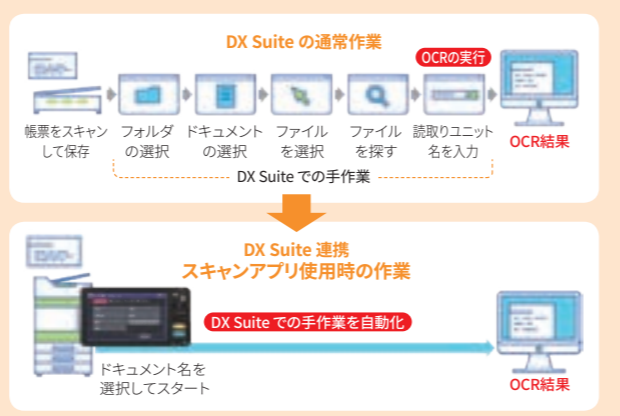 DX Suite の通常作業
OCRの実行
帳票をスキャン
して保存
フォルダ
の選択
ドキュメント
の選択
ファイル
を選択
ファイル
を探す
読取りユニット
名を入力
OCR結果
DX Suite での手作業
DX Suite 連携
スキャンアプリ使用時の作業
DX Suite での手作業を自動化
ドキュメント名を
選択してスタート
OCR結果